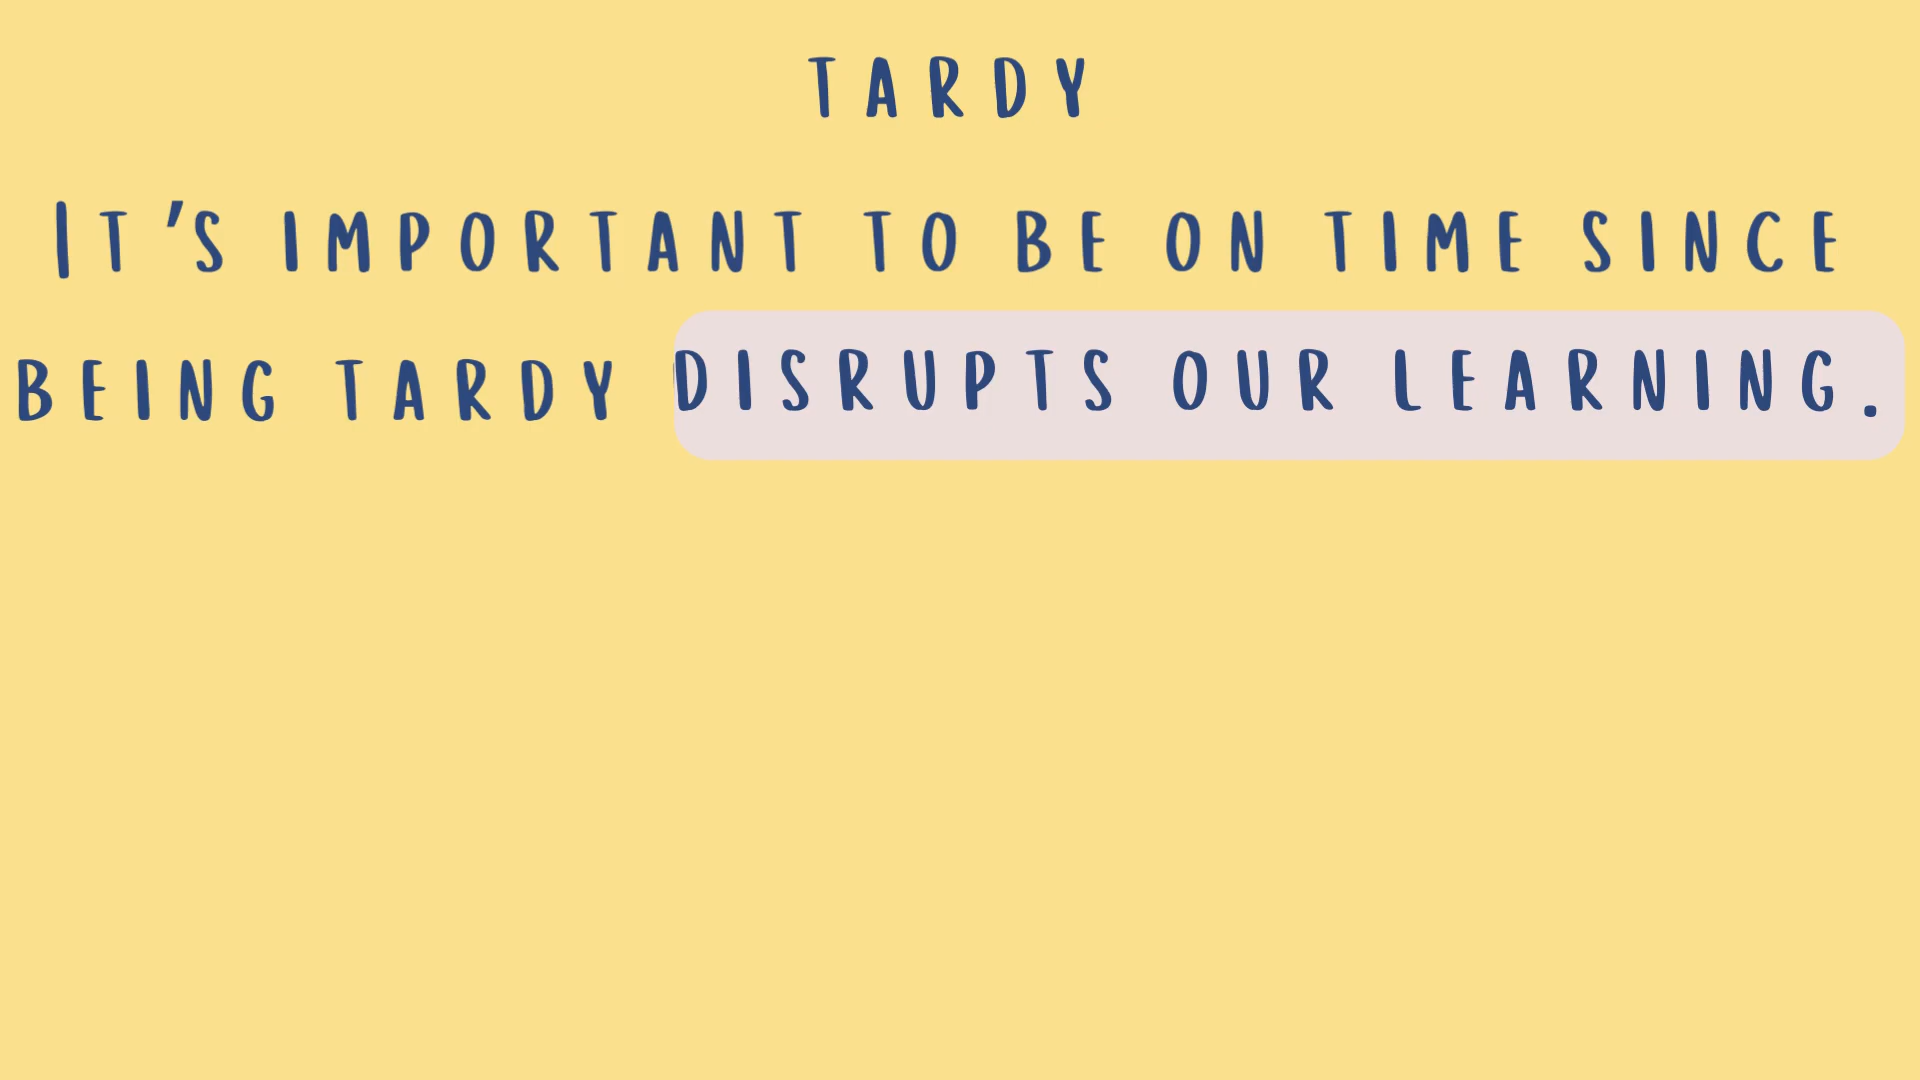 TARDY
IT'S IMPORTANT TO BE ON TIME SINCE
BEING TARDY DISRUPTS OUR LEARNING.